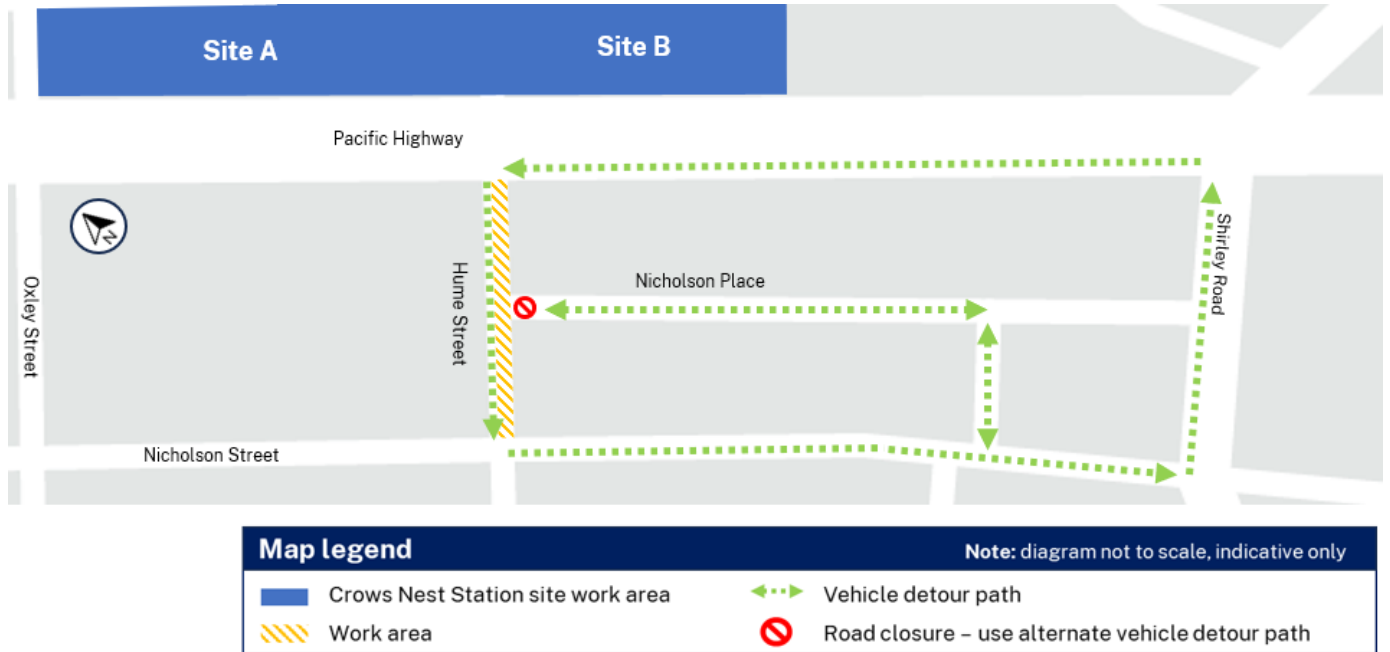 Site A
Site B
Pacific Highway
Oxley Street
Hume Street
Nicholson Place
Shirley Road
Nicholson Street
N
Map legend
Note: diagram not to scale, indicative only
Crows Nest Station site work area
Vehicle detour path
Work area
Road closure – use alternate vehicle detour path